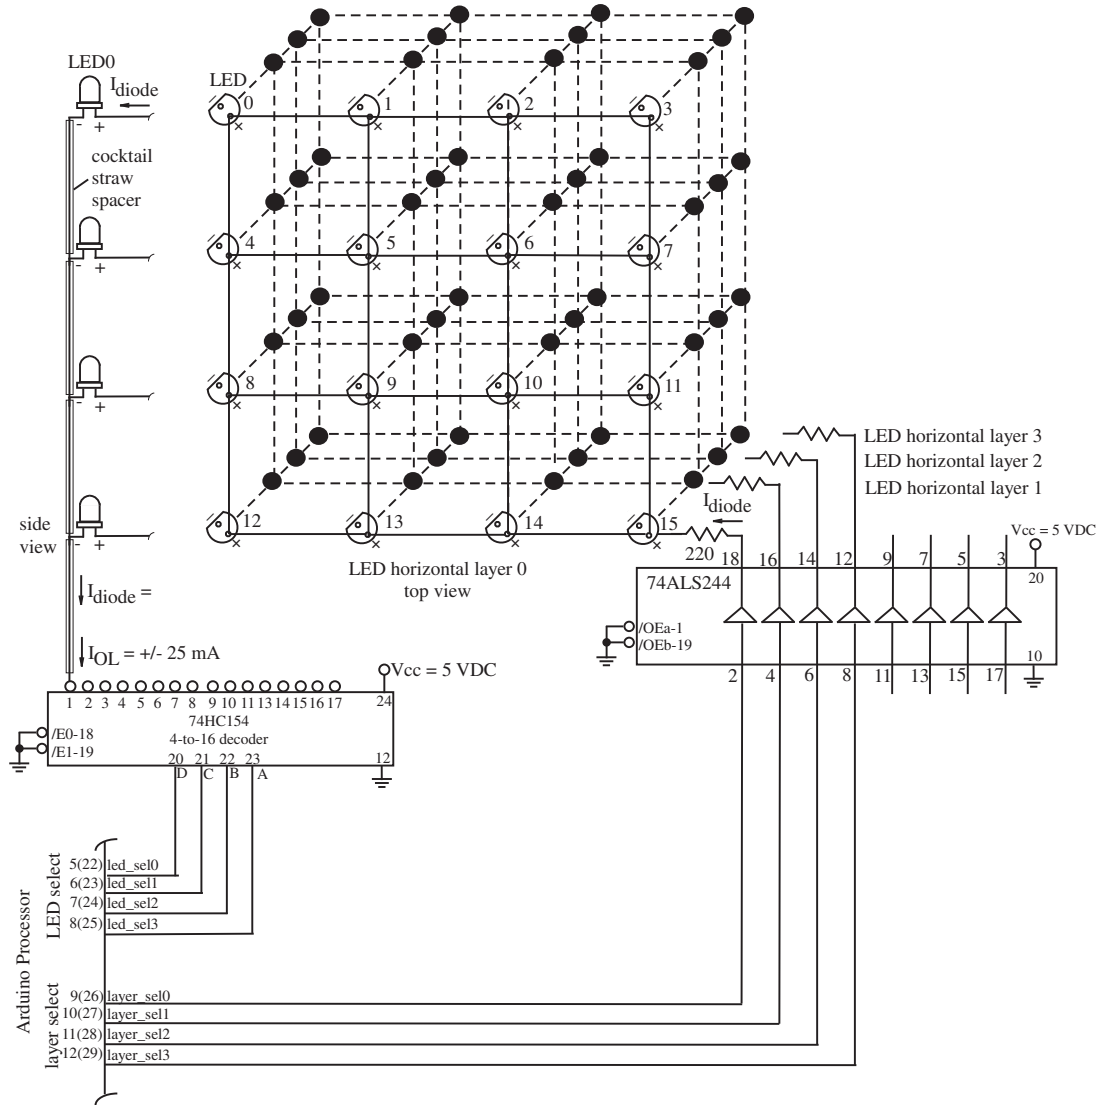 LED0
I diode
- +
cocktail
straw
spacer
- +
- +
- +
side
view
I diode =
I OL = +/- 25 mA
LED
0 1 2 3
4 5 6 7
8 9 10 11
12 13 14 15
LED horizontal layer 0
top view
I diode
220
LED horizontal layer 3
LED horizontal layer 2
LED horizontal layer 1
Vcc = 5 VDC
18 16 14 12 9 7 5 3
20
74ALS244
/OEa-1
/OEb-19
10
2 4 6 8 11 13 15 17
Vcc = 5 VDC
1 2 3 4 5 6 7 8 9 10 11 13 14 15 16 17
24
74HC154
4-to-16 decoder
/E0-18
/E1-19
20 21 22 23
12
D C B A
Arduino Processor
LED select
5(22) led_sel0
6(23) led_sel1
7(24) led_sel2
8(25) led_sel3
layer select
9(26) layer_sel0
10(27) layer_sel1
11(28) layer_sel2
12(29) layer_sel3